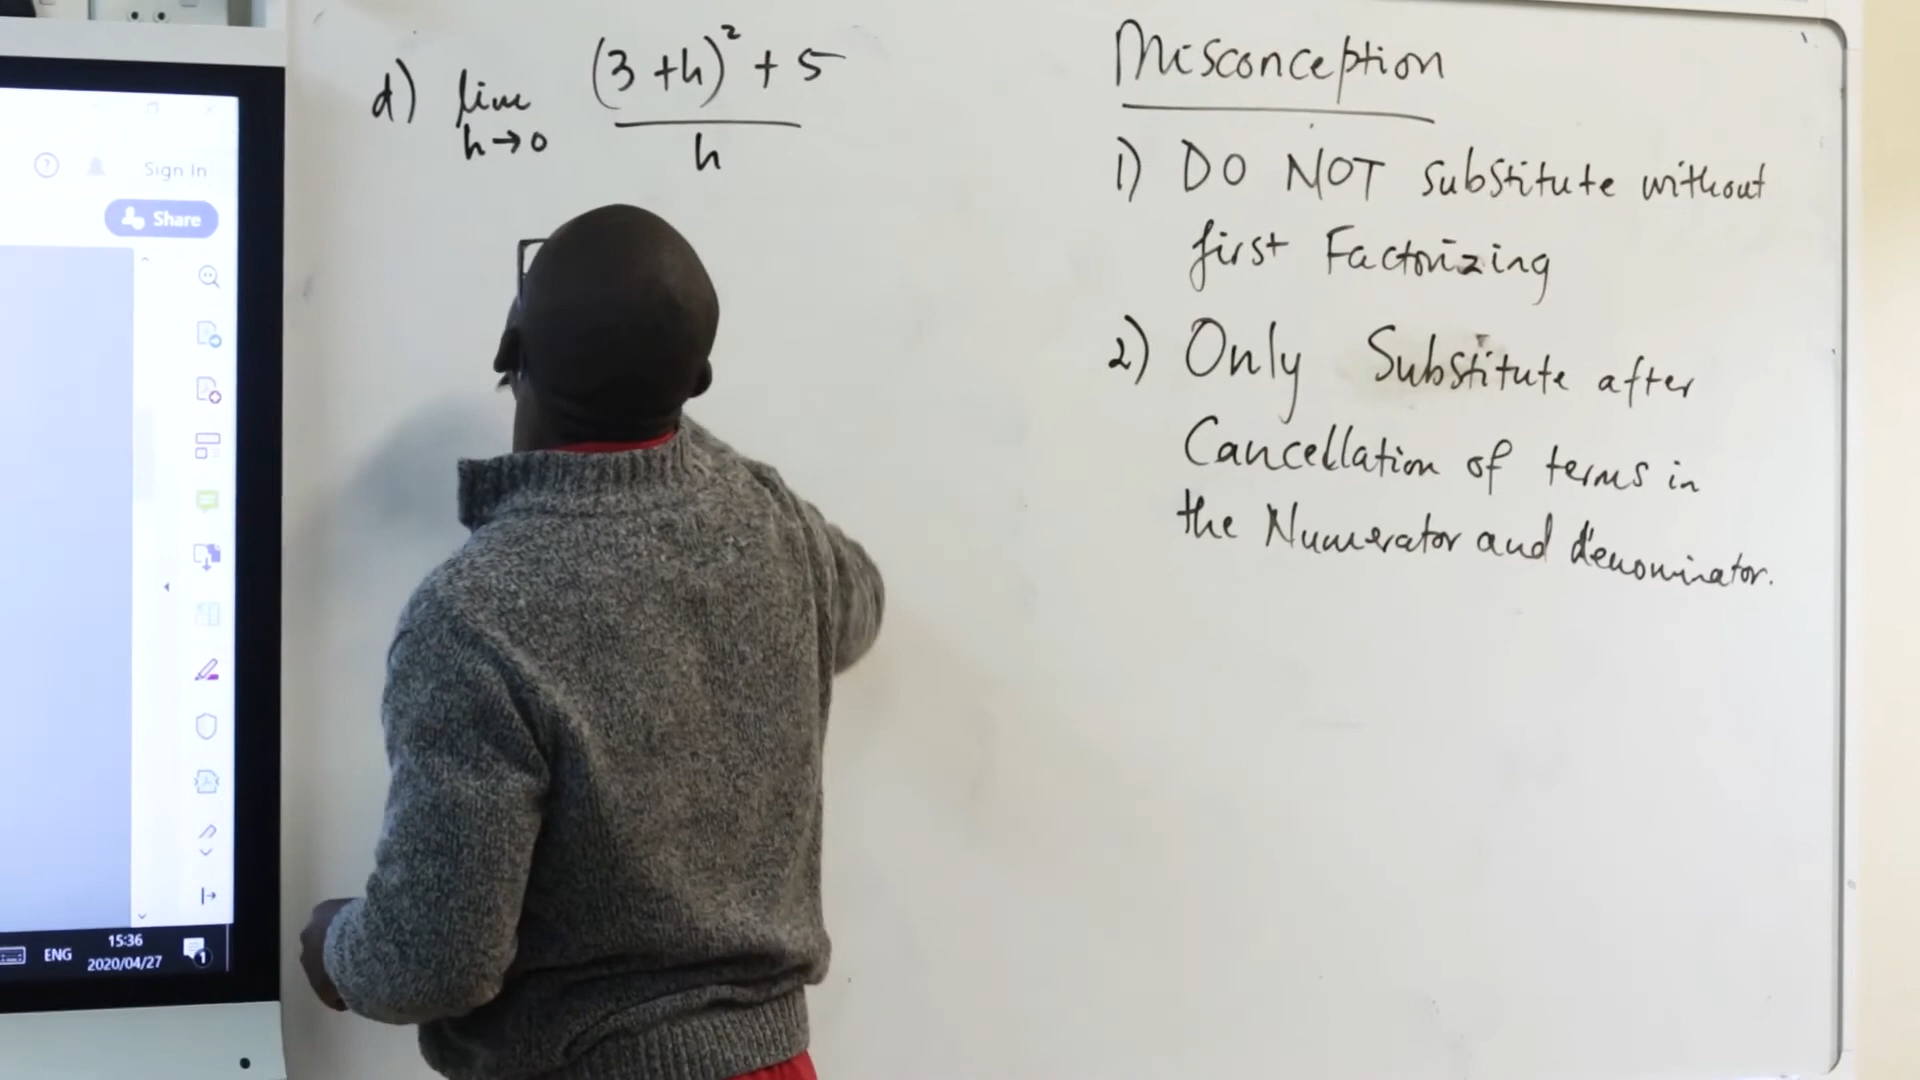 d) lim (3+h)² + 5
h→0 h
Misconception
1) DO NOT substitute without
first Factorizing
2) Only Substitute after
Cancellation of terms in
the Numerator and denominator.
Sign In
Share
ENG
15:36
2020/04/27
1